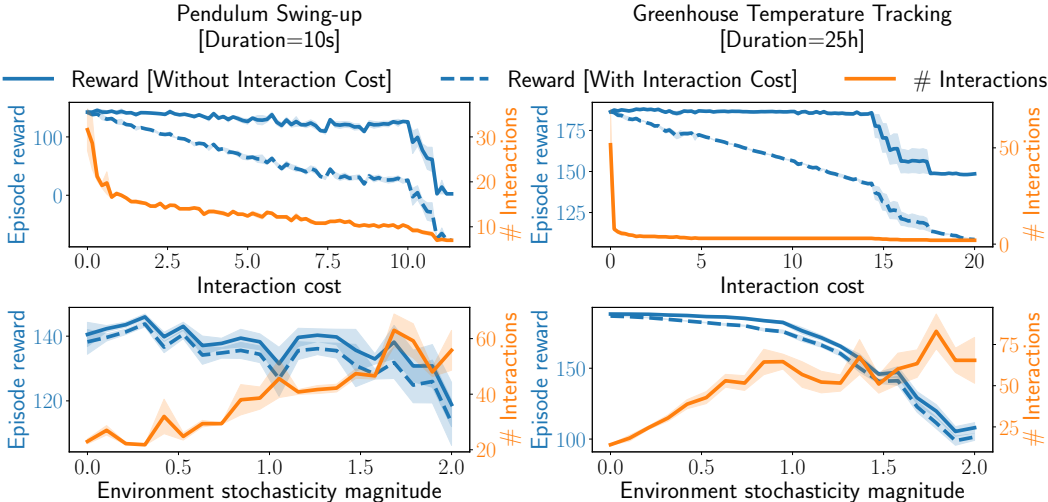 Pendulum Swing-up
[Duration=10s]
Greenhouse Temperature Tracking
[Duration=25h]
Reward [Without Interaction Cost]
Reward [With Interaction Cost]
# Interactions
Episode reward
100
0
30
20
10
# Interactions
0.0 2.5 5.0 7.5 10.0
Interaction cost
Episode reward
175
150
125
50
0
# Interactions
0 5 10 15 20
Interaction cost
Episode reward
140
120
60
40
20
# Interactions
0.0 0.5 1.0 1.5 2.0
Environment stochasticity magnitude
Episode reward
150
100
75
50
25
# Interactions
0.0 0.5 1.0 1.5 2.0
Environment stochasticity magnitude